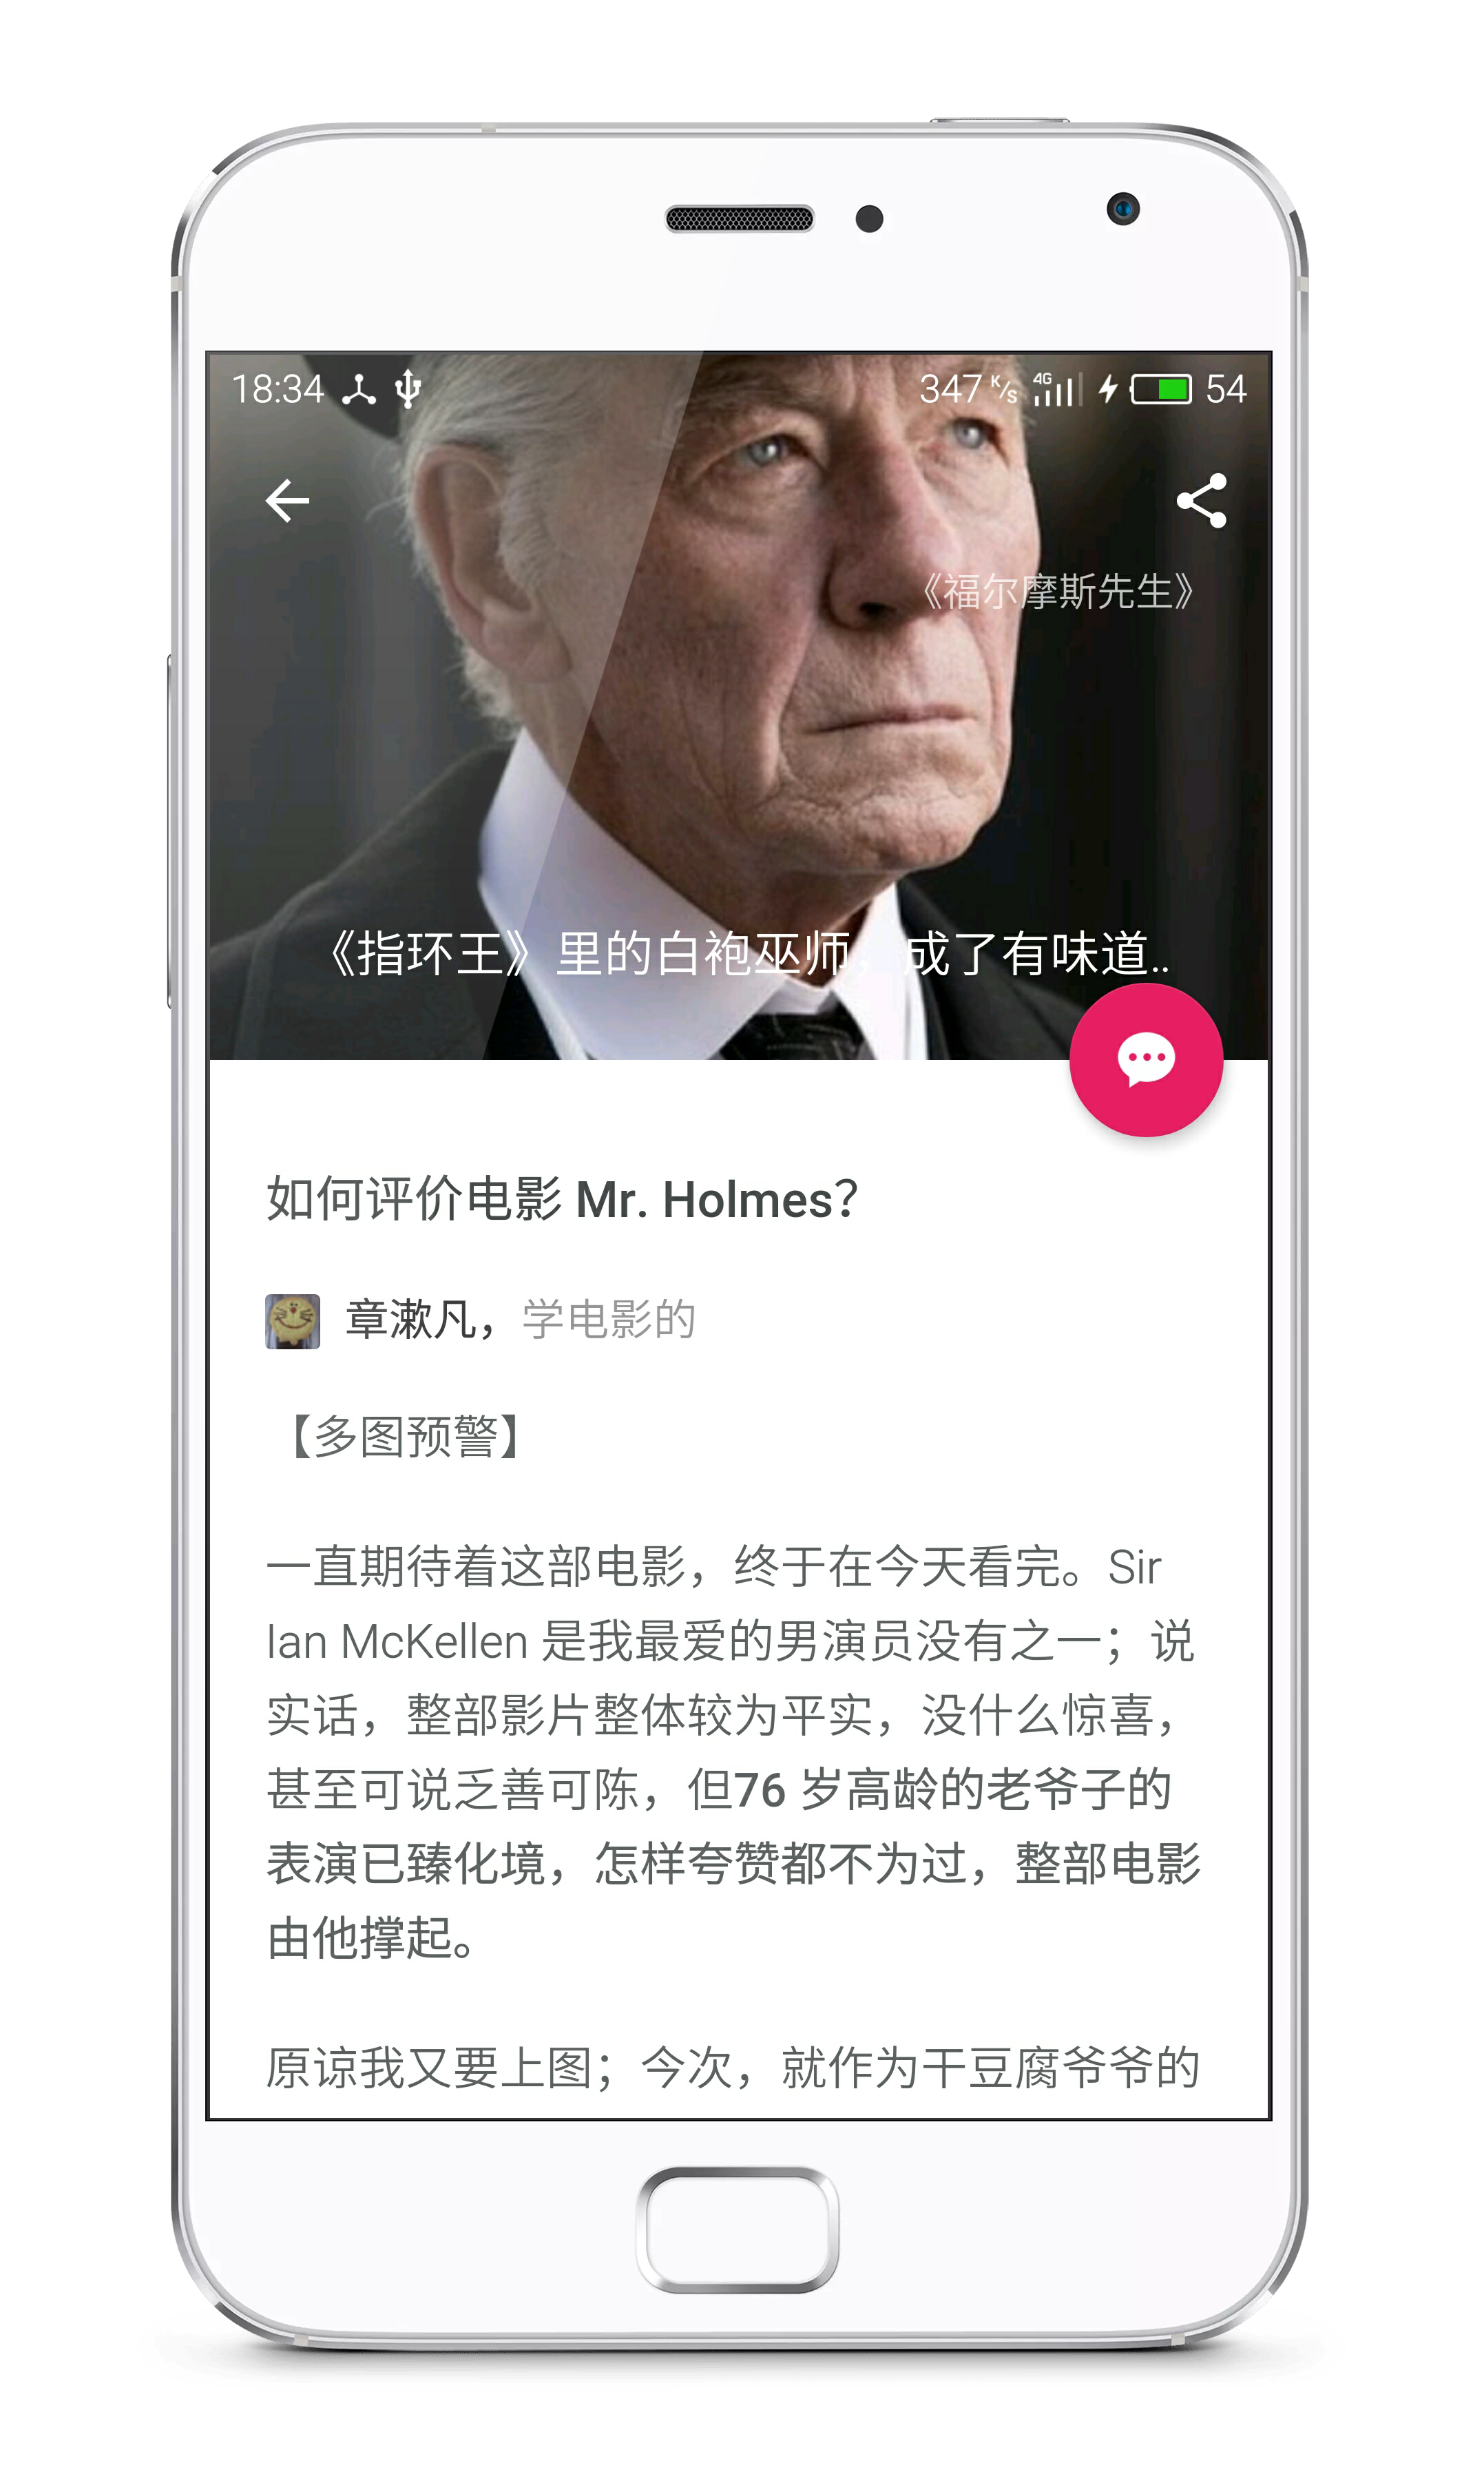 18:34
347 K/s 4G 54
《福尔摩斯先生》
《指环王》里的白袍巫师，成了有味道..
如何评价电影 Mr. Holmes？
章漱凡，学电影的
【多图预警】
一直期待着这部电影，终于在今天看完。Sir
Ian McKellen 是我最爱的男演员没有之一；说
实话，整部影片整体较为平实，没什么惊喜，
甚至可说乏善可陈，但76 岁高龄的老爷子的
表演已臻化境，怎样夸赞都不为过，整部电影
由他撑起。
原谅我又要上图；今次，就作为干豆腐爷爷的